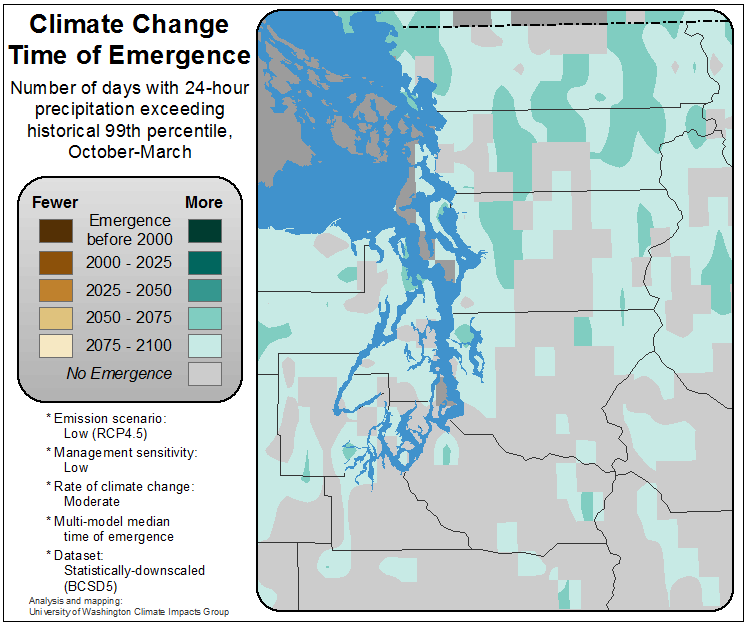 Climate Change
Time of Emergence
Number of days with 24-hour
precipitation exceeding
historical 99th percentile,
October-March
Fewer More
Emergence
before 2000
2000 - 2025
2025 - 2050
2050 - 2075
2075 - 2100
No Emergence
* Emission scenario:
Low (RCP4.5)
* Management sensitivity:
Low
* Rate of climate change:
Moderate
* Multi-model median
time of emergence
* Dataset:
Statistically-downscaled
(BCSD5)
Analysis and mapping:
University of Washington Climate Impacts Group